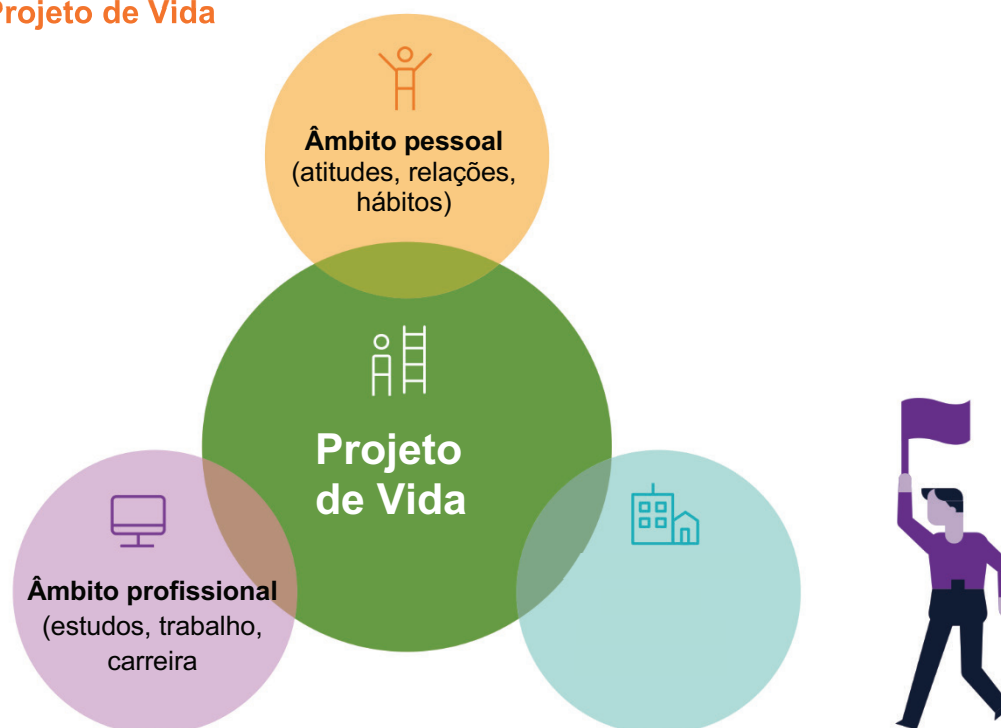 Projeto de Vida
Âmbito pessoal
(atitudes, relações,
hábitos)
Projeto
de Vida
Âmbito profissional
(estudos, trabalho,
carreira